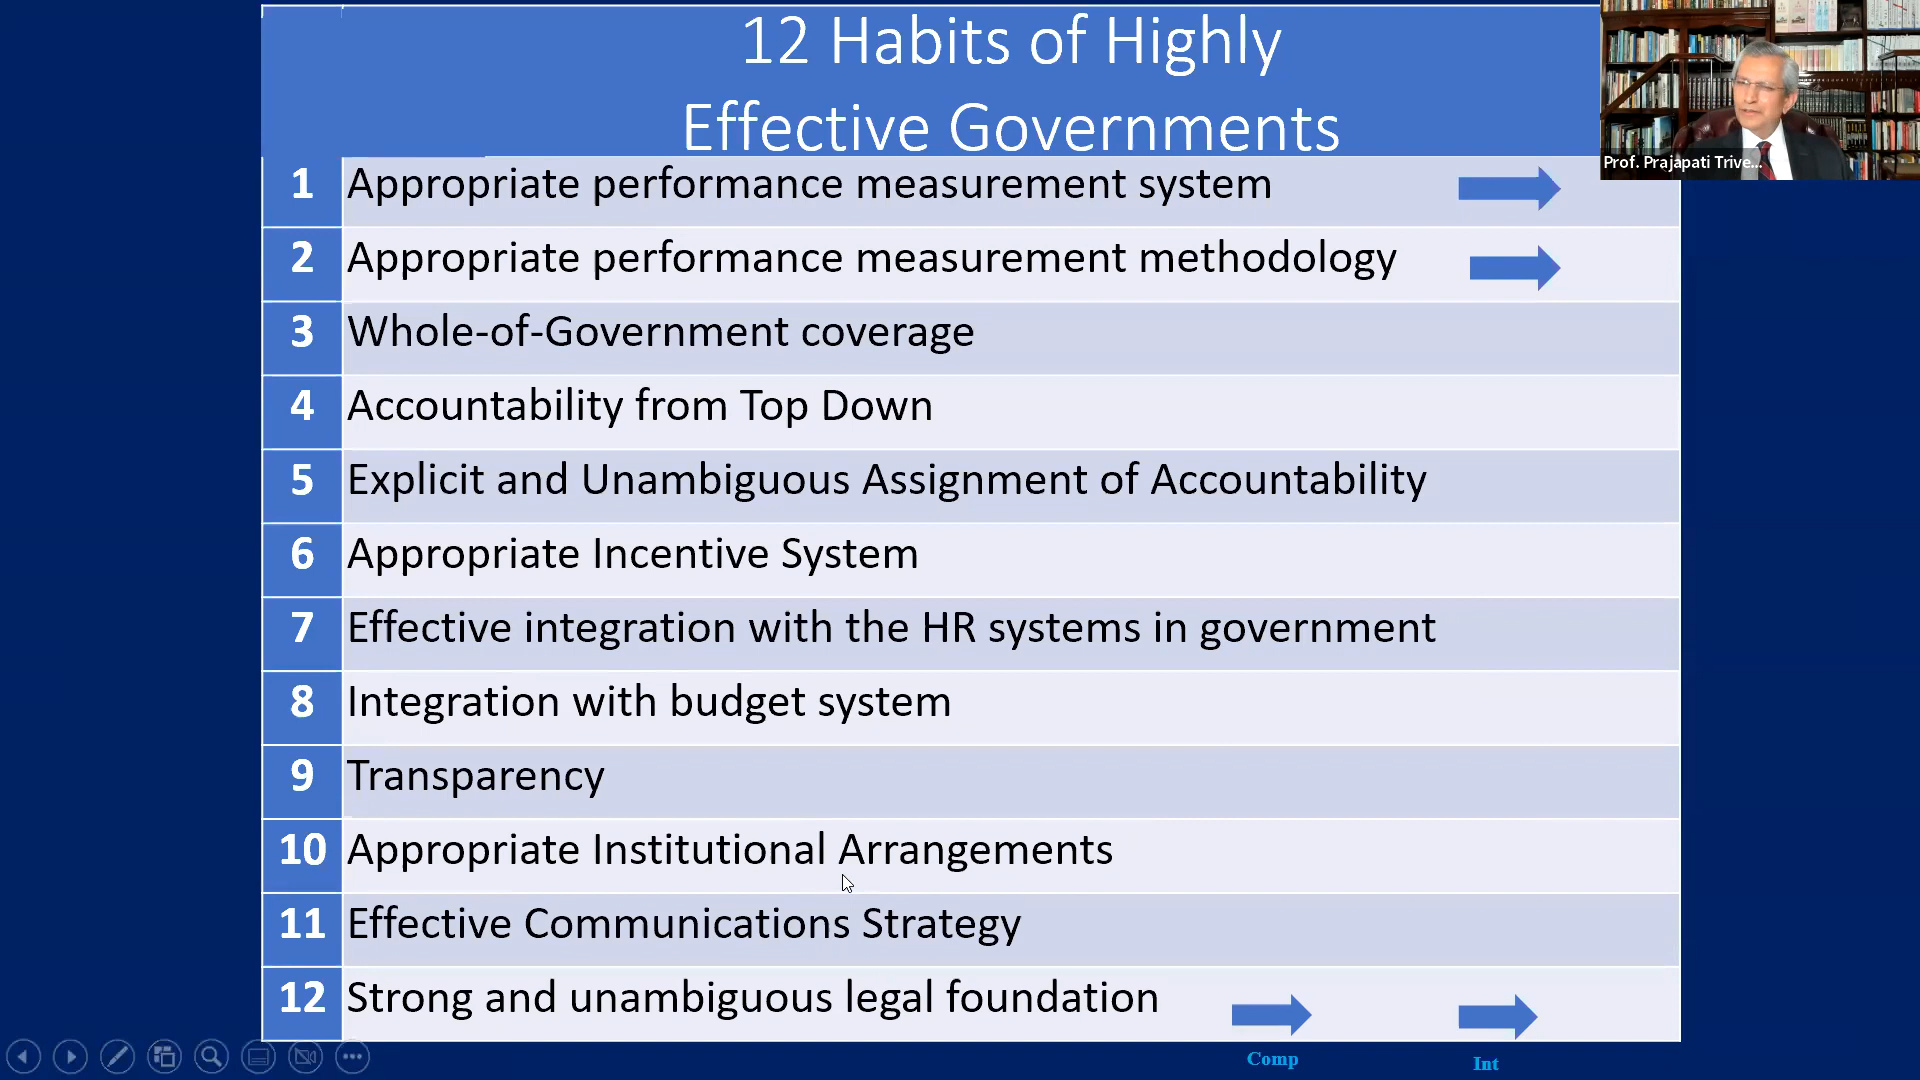 12 Habits of Highly
Effective Governments
Prof. Prajapati Trive...
1 Appropriate performance measurement system
2 Appropriate performance measurement methodology
3 Whole-of-Government coverage
4 Accountability from Top Down
5 Explicit and Unambiguous Assignment of Accountability
6 Appropriate Incentive System
7 Effective integration with the HR systems in government
8 Integration with budget system
9 Transparency
10 Appropriate Institutional Arrangements
11 Effective Communications Strategy
12 Strong and unambiguous legal foundation
Comp
Int